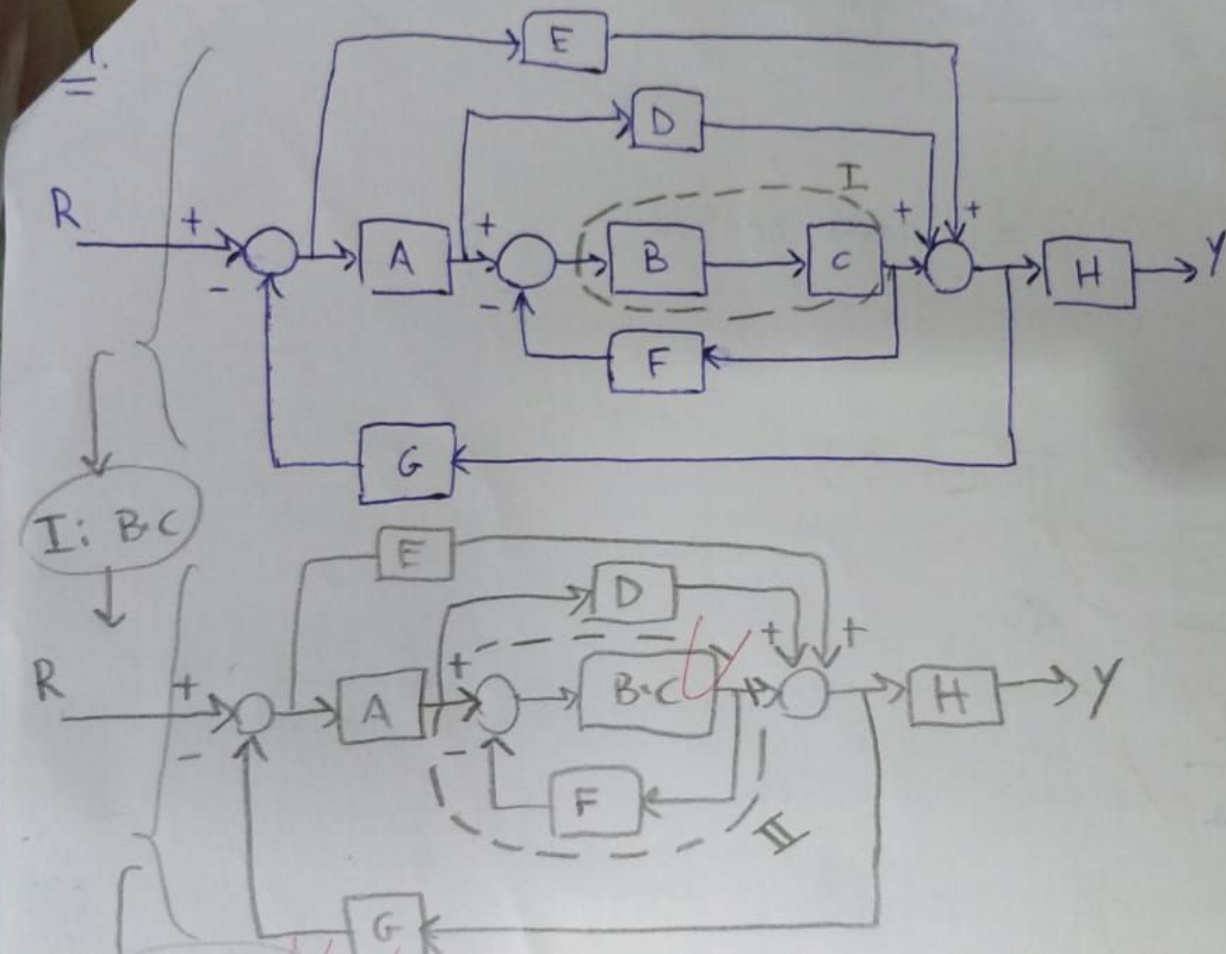 1.
E
D
I
R + + + +
A B C H Y
- -
F
G
I: B.C
E
D
R + + + +
A B.C H Y
- -
F
II
G